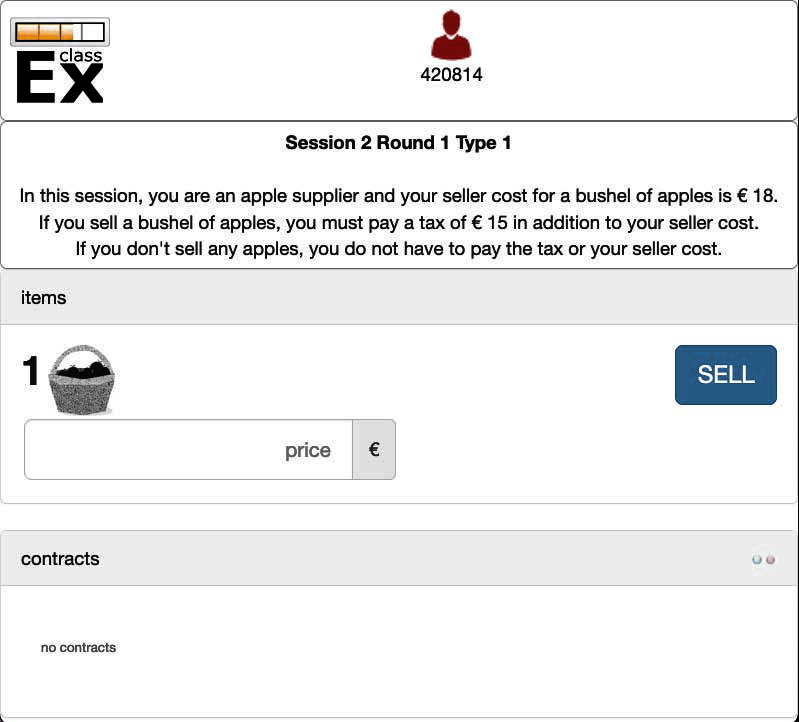 class
Ex
420814
Session 2 Round 1 Type 1
In this session, you are an apple supplier and your seller cost for a bushel of apples is € 18.
If you sell a bushel of apples, you must pay a tax of € 15 in addition to your seller cost.
If you don't sell any apples, you do not have to pay the tax or your seller cost.
items
1
SELL
price €
contracts
no contracts